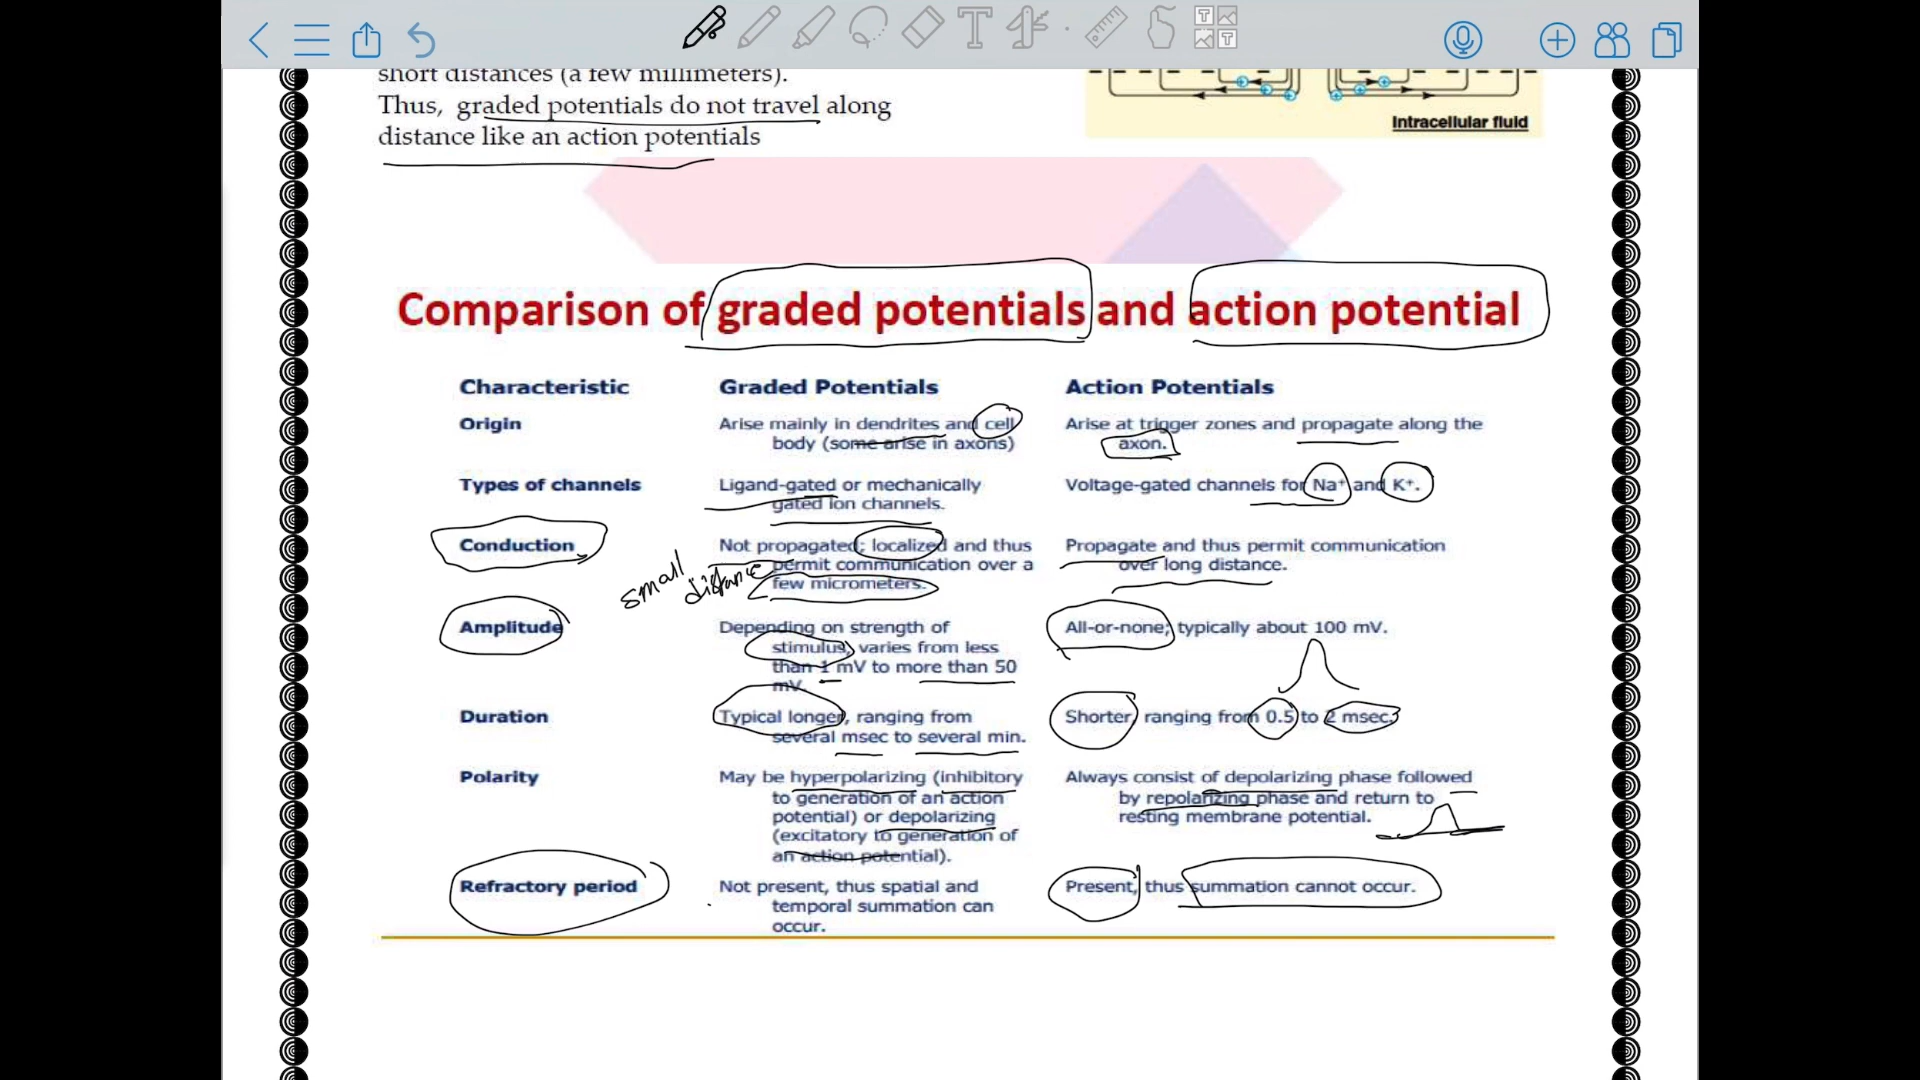 short distances (a few millimeters).
Thus, graded potentials do not travel along
distance like an action potentials
Intracellular fluid
Comparison of graded potentials and action potential
Characteristic Graded Potentials Action Potentials
Origin Arise mainly in dendrites and cell Arise at trigger zones and propagate along the
body (some arise in axons) axon.
Types of channels Ligand-gated or mechanically Voltage-gated channels for Na+ and K+.
gated ion channels.
Conduction Not propagated; localized and thus Propagate and thus permit communication
permit communication over a over long distance.
few micrometers.
small
distance
Amplitude Depending on strength of All-or-none; typically about 100 mV.
stimulus, varies from less
than 1 mV to more than 50
mV.
Duration Typical longer, ranging from Shorter, ranging from 0.5 to 2 msec.
several msec to several min.
Polarity May be hyperpolarizing (inhibitory Always consist of depolarizing phase followed
to generation of an action by repolarizing phase and return to
potential) or depolarizing resting membrane potential.
(excitatory to generation of
an action potential).
Refractory period Not present, thus spatial and Present, thus summation cannot occur.
temporal summation can
occur.